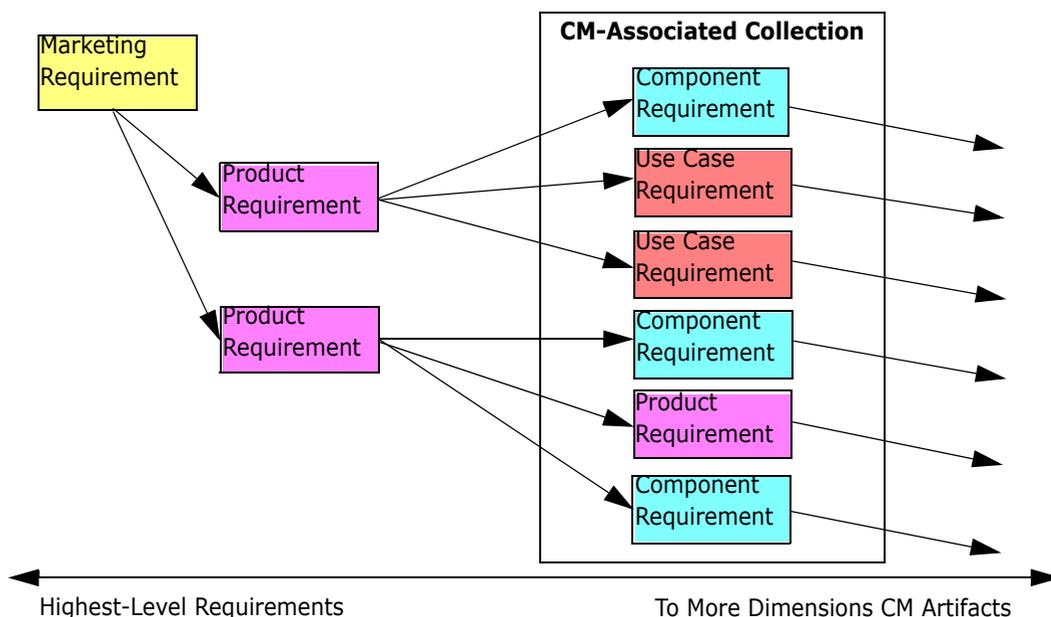 CM-Associated Collection
Marketing
Requirement
Component
Requirement
Use Case
Requirement
Product
Requirement
Use Case
Requirement
Product
Requirement
Component
Requirement
Product
Requirement
Component
Requirement
Highest-Level Requirements
To More Dimensions CM Artifacts